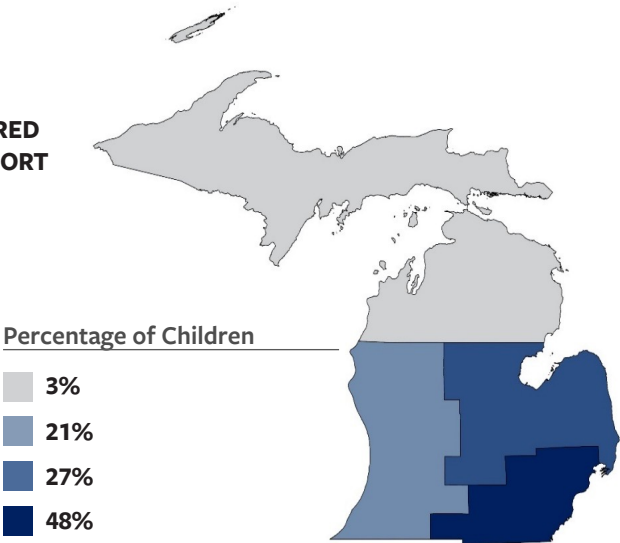 RED
ORT
Percentage of Children
3%
21%
27%
48%